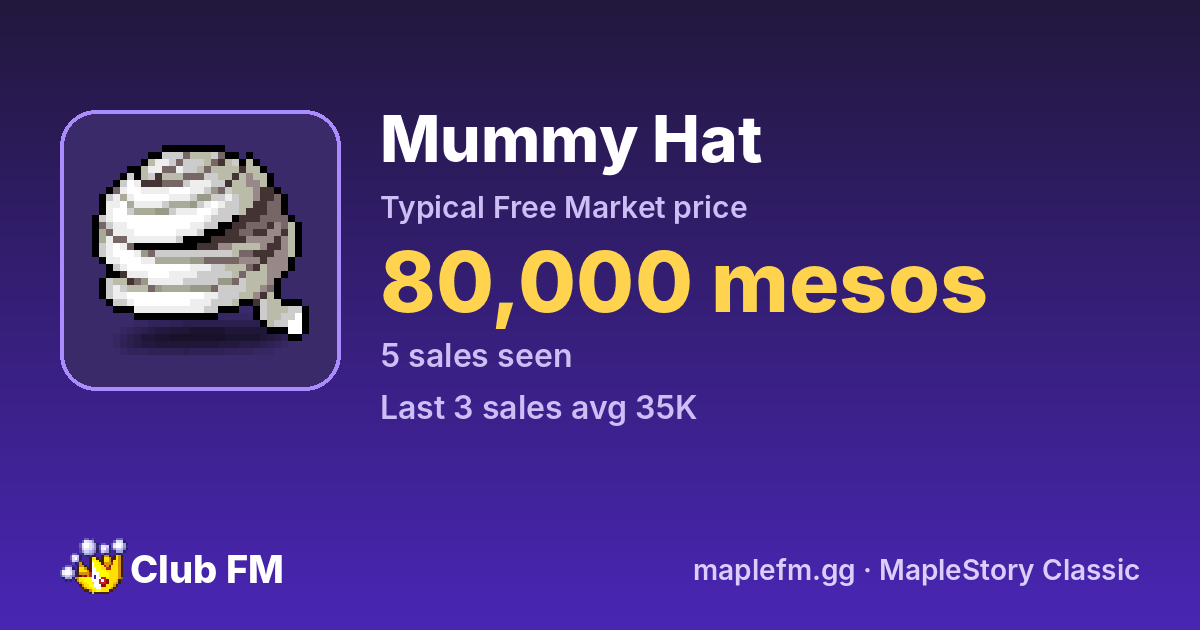 Mummy Hat
Typical Free Market price
80,000 mesos
5 sales seen
Last 3 sales avg 35K
Club FM
maplefm.gg · MapleStory Classic